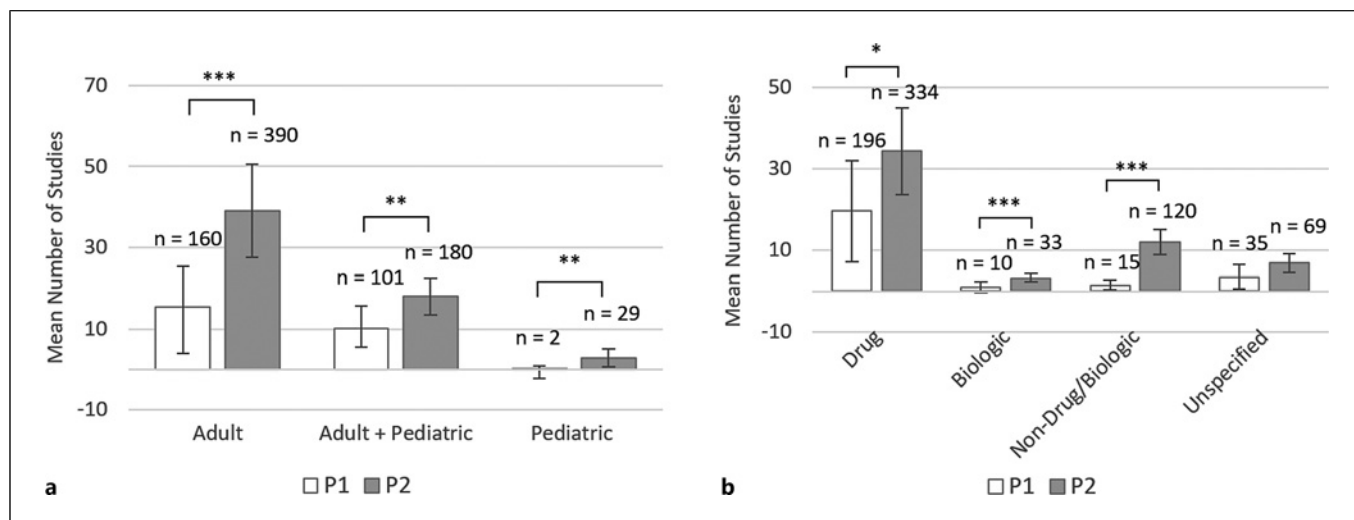 70
50
30
10
-10
Mean Number of Studies
***
n = 390
n = 160
**
n = 180
n = 101
**
n = 29
n = 2
Adult
Adult + Pediatric
Pediatric
a
P1
P2
50
30
10
-10
Mean Number of Studies
*
n = 334
n = 196
***
n = 33
n = 10
***
n = 120
n = 15
n = 69
n = 35
Drug
Biologic
Non-Drug/Biologic
Unspecified
b
P1
P2